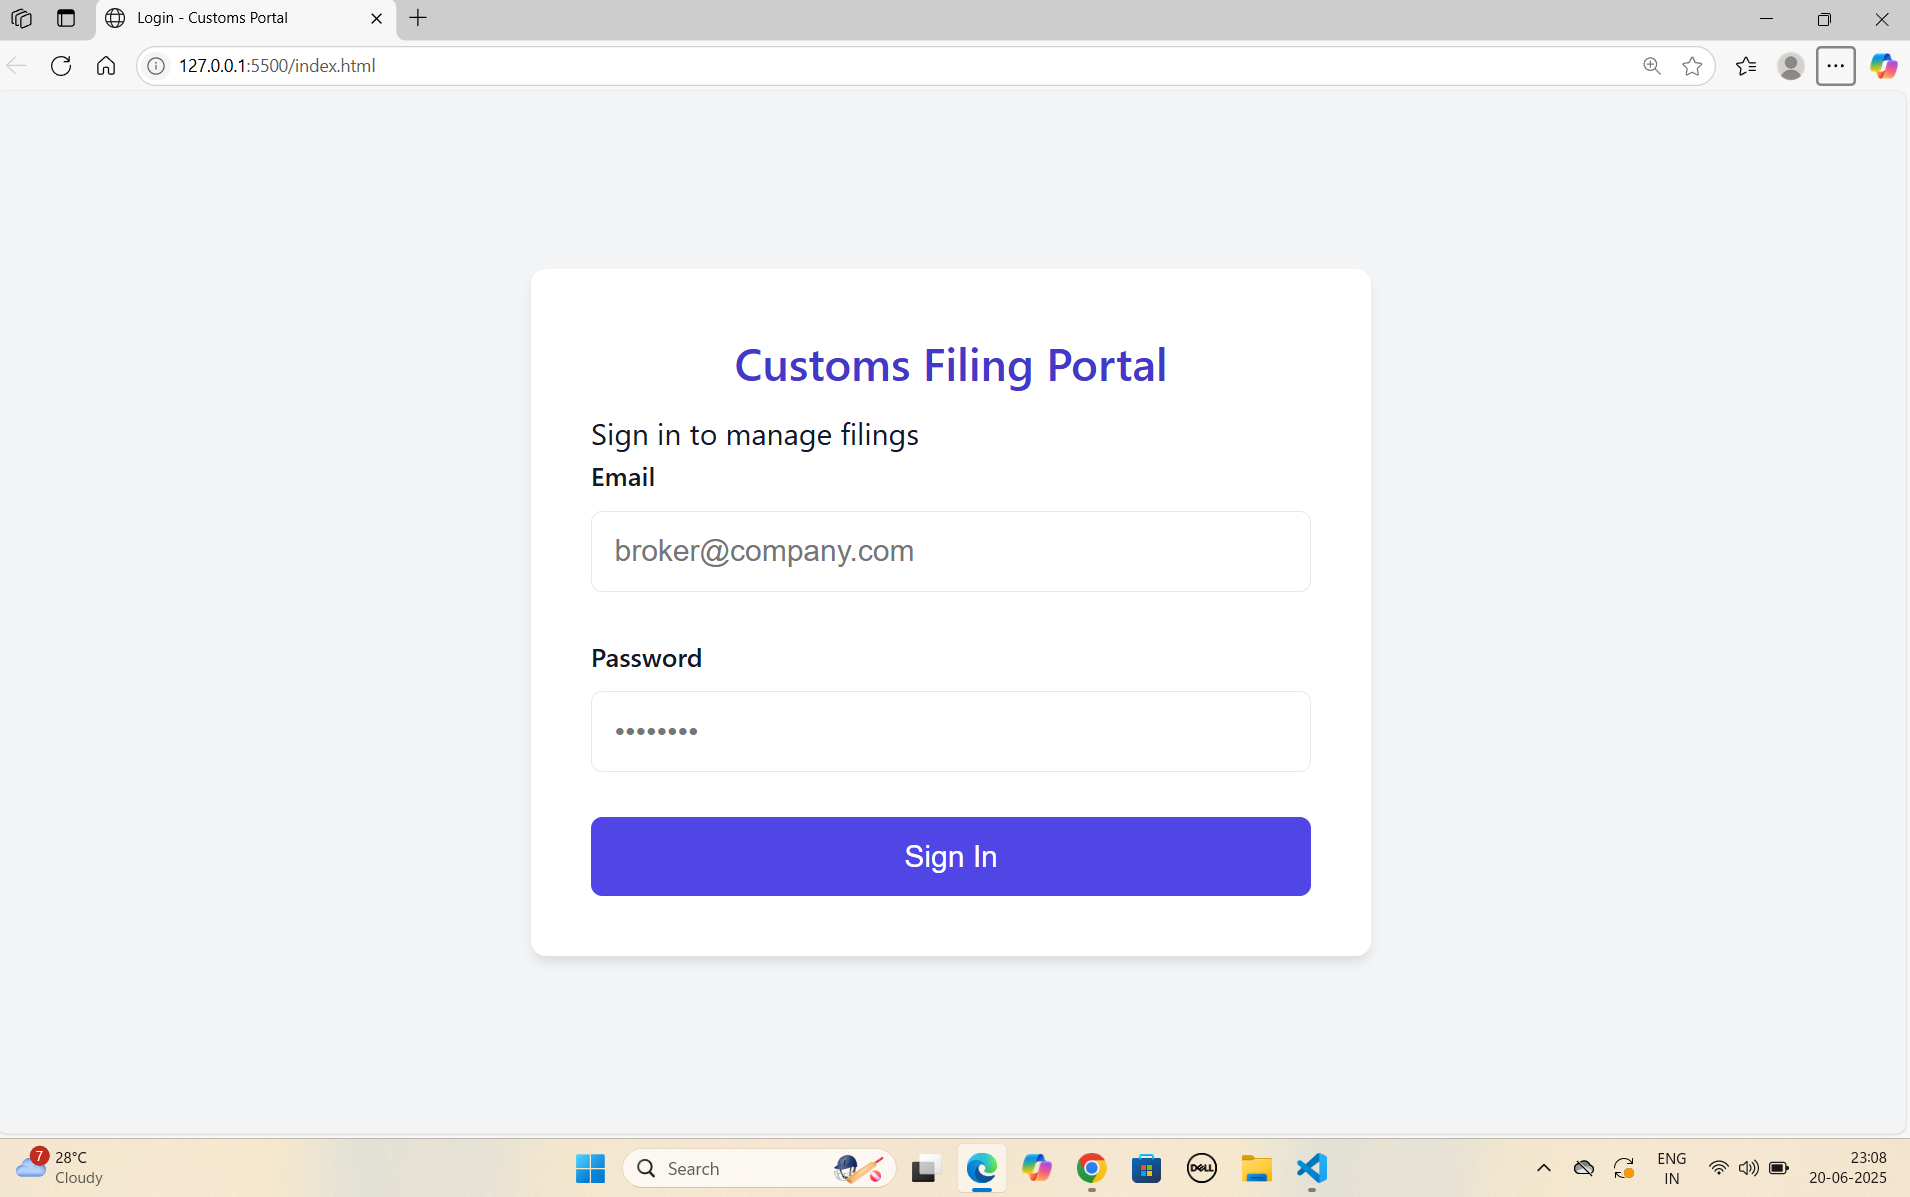 Login - Customs Portal
127.0.0.1:5500/index.html
Customs Filing Portal
Sign in to manage filings
Email
broker@company.com
Password
••••••••
Sign In
7
28°C
Cloudy
Search
DELL
ENG
IN
23:08
20-06-2025